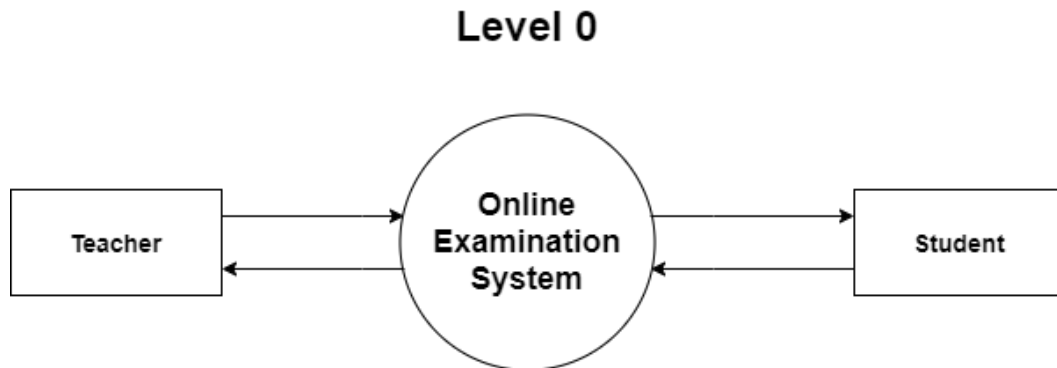 Level 0
Teacher
Online
Examination
System
Student